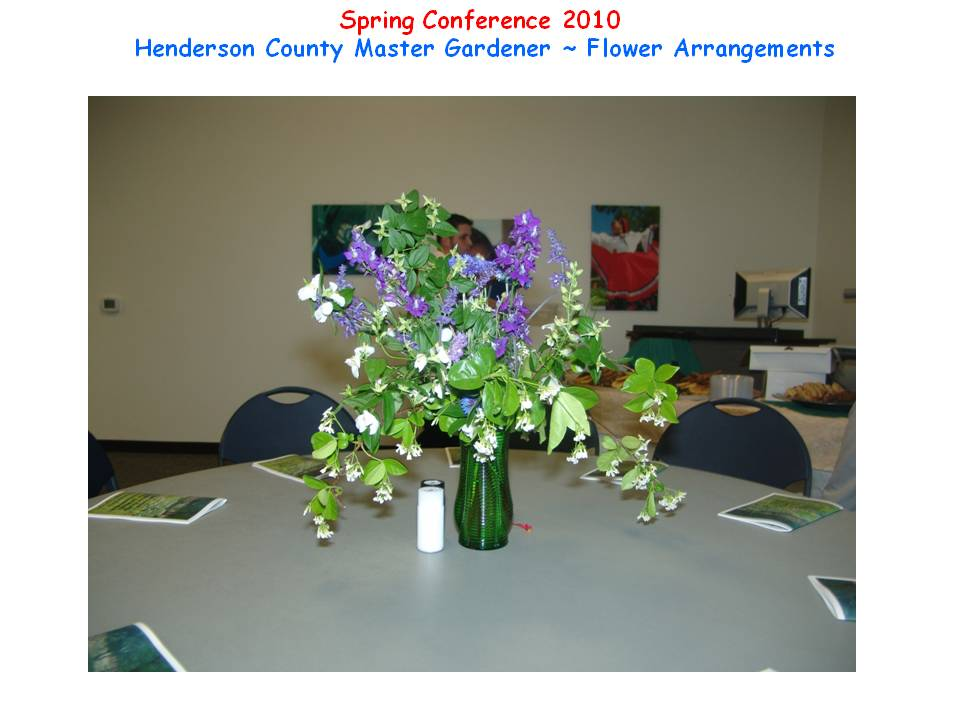 Spring Conference 2010
Henderson County Master Gardener ~ Flower Arrangements